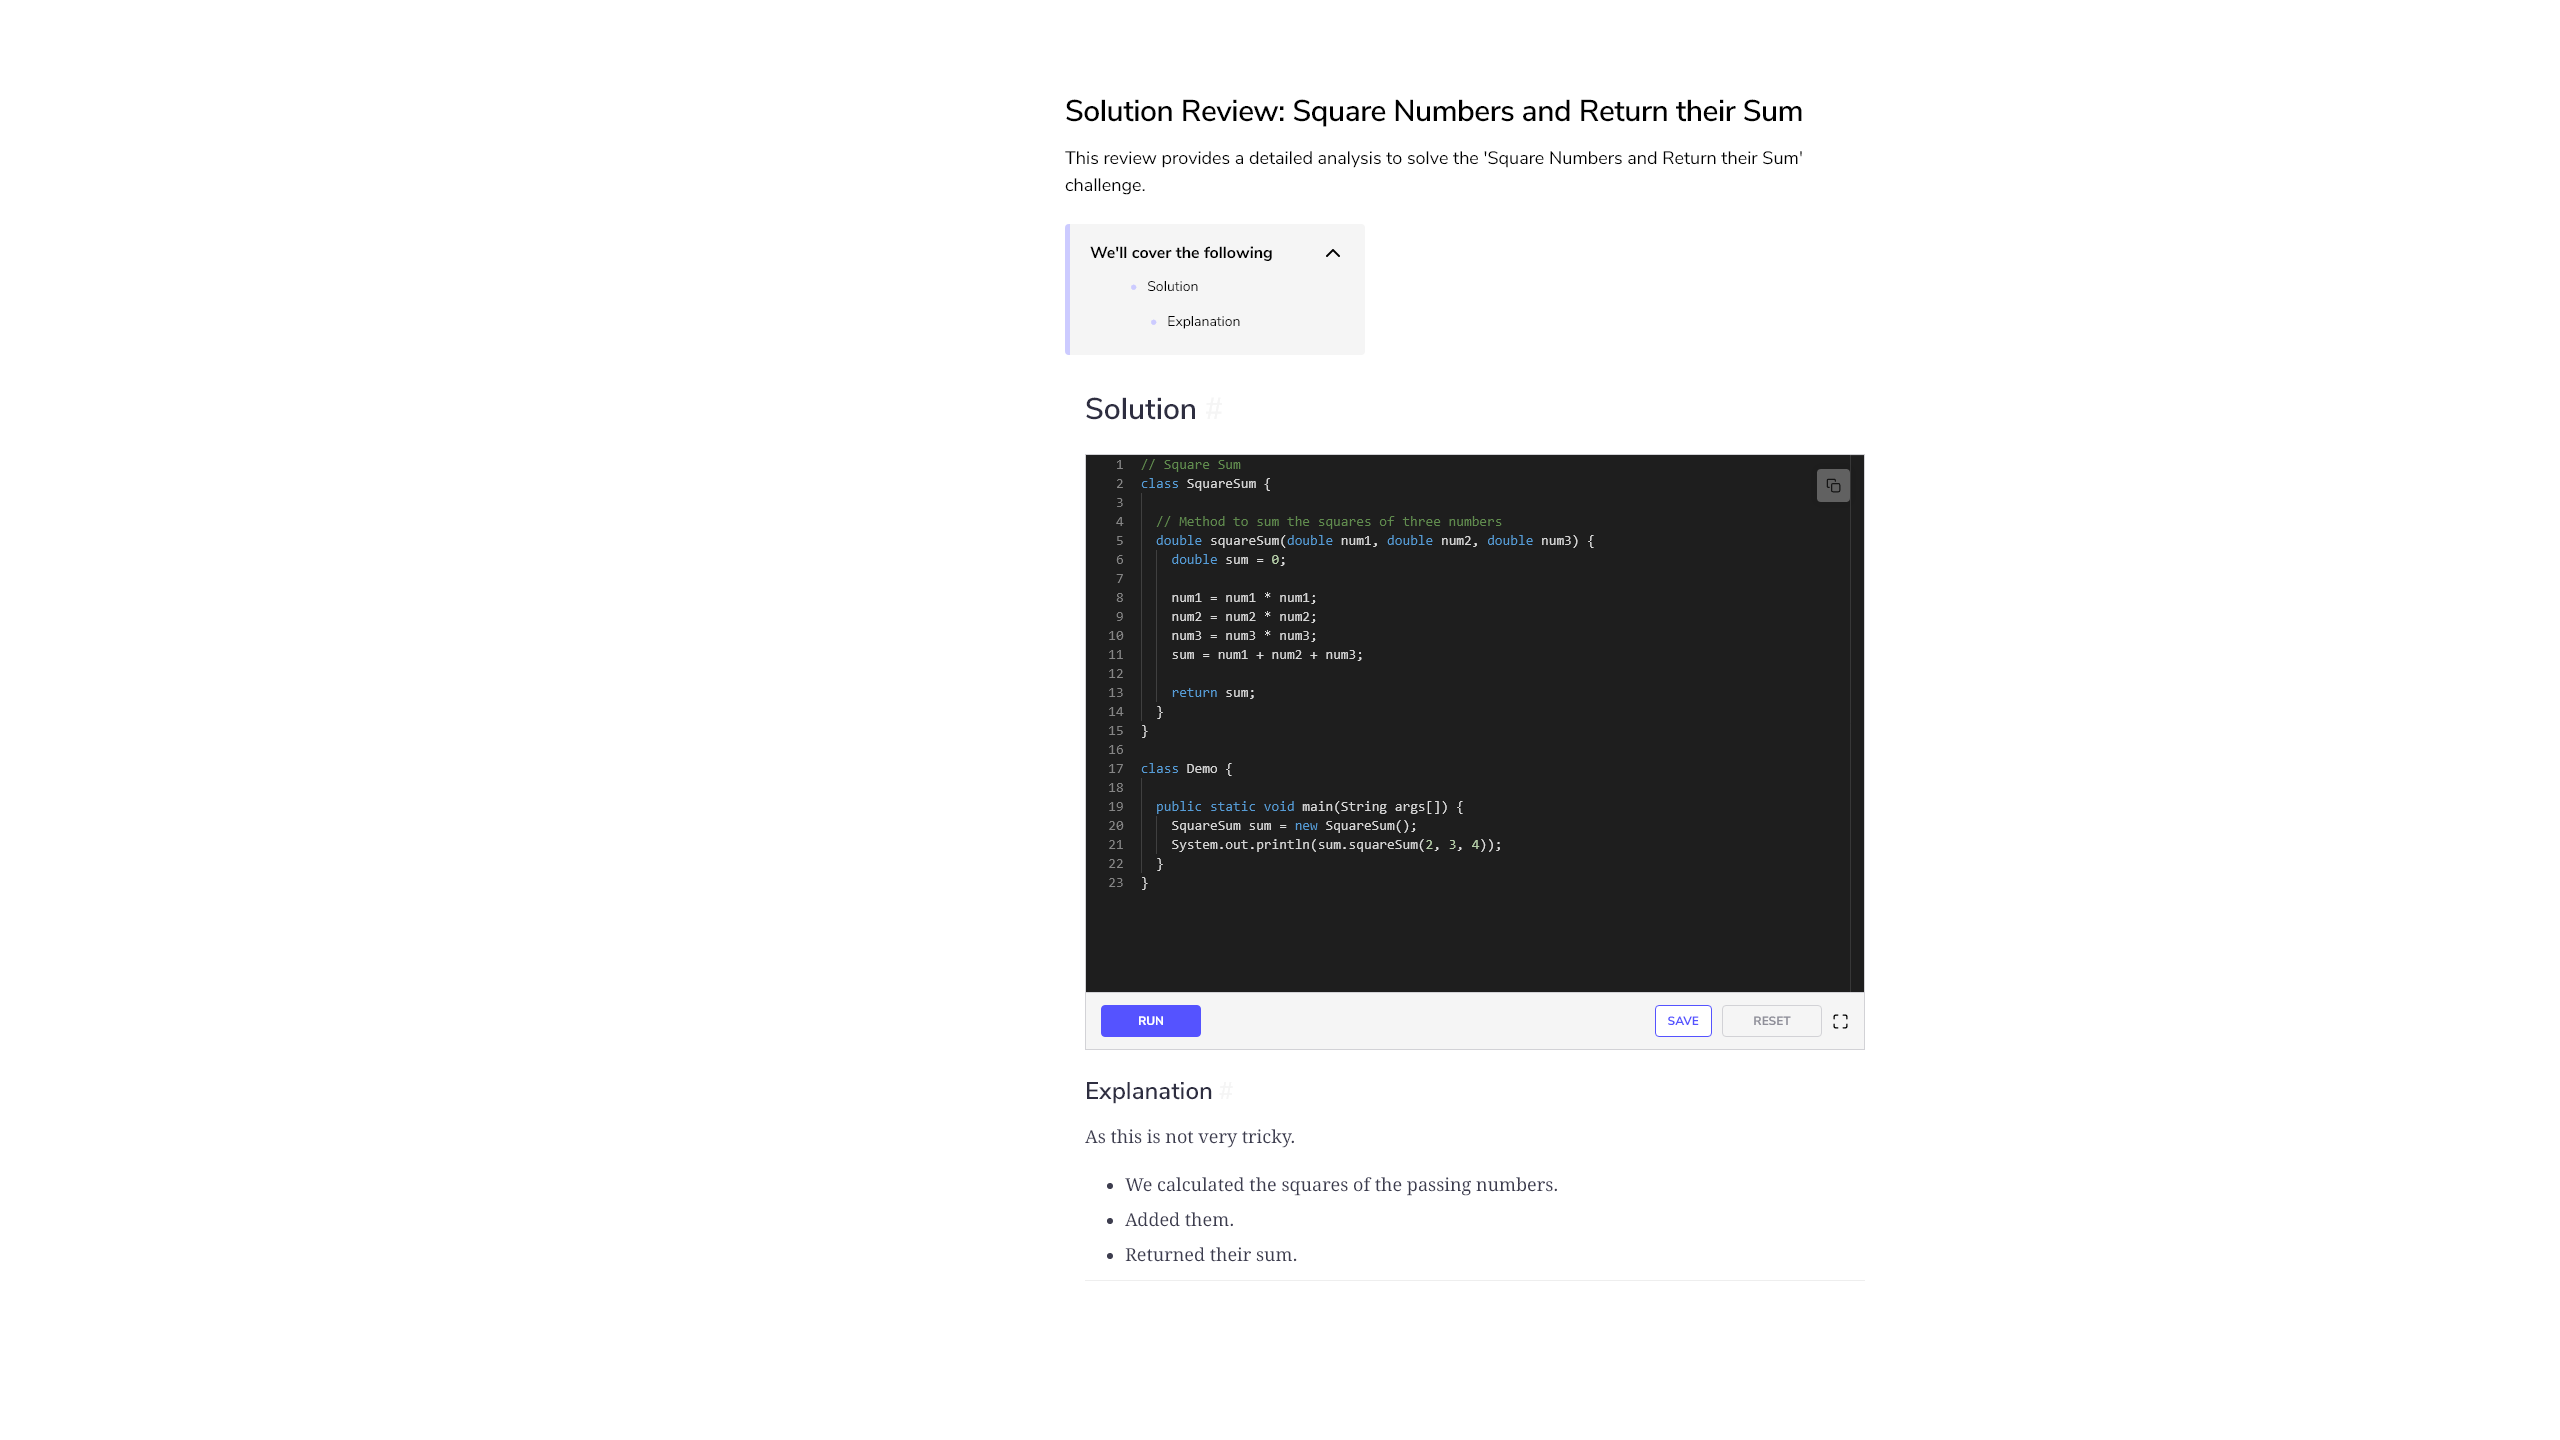 Solution Review: Square Numbers and Return their Sum
This review provides a detailed analysis to solve the 'Square Numbers and Return their Sum'
challenge.
We'll cover the following
Solution
Explanation
Solution #
1 // Square Sum
2 class SquareSum {
3
4 // Method to sum the squares of three numbers
5 double squareSum(double num1, double num2, double num3) {
6 double sum = 0;
7
8 num1 = num1 * num1;
9 num2 = num2 * num2;
10 num3 = num3 * num3;
11 sum = num1 + num2 + num3;
12
13 return sum;
14 }
15 }
16
17 class Demo {
18
19 public static void main(String args[]) {
20 SquareSum sum = new SquareSum();
21 System.out.println(sum.squareSum(2, 3, 4));
22 }
23 }
RUN SAVE RESET
Explanation #
As this is not very tricky.
• We calculated the squares of the passing numbers.
• Added them.
• Returned their sum.